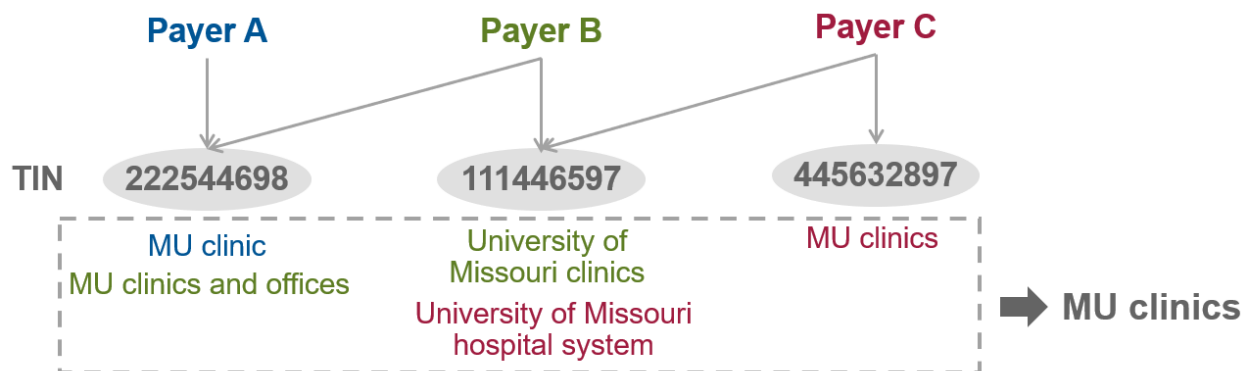 Payer A
Payer B
Payer C
TIN
222544698
111446597
445632897
MU clinic
MU clinics and offices
University of
Missouri clinics
University of Missouri
hospital system
MU clinics
MU clinics